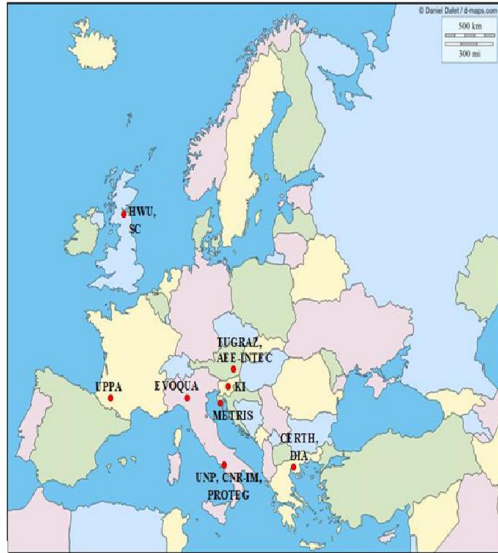 © Daniel Dalet / d-maps.com
500 km
300 mi
HWU,
SC
TUGRAZ,
AEE-INTEC
UPPA
EVOQUA
KI
METRIS
CERTH,
DIA
UNP, CNR-IM,
PROTEG